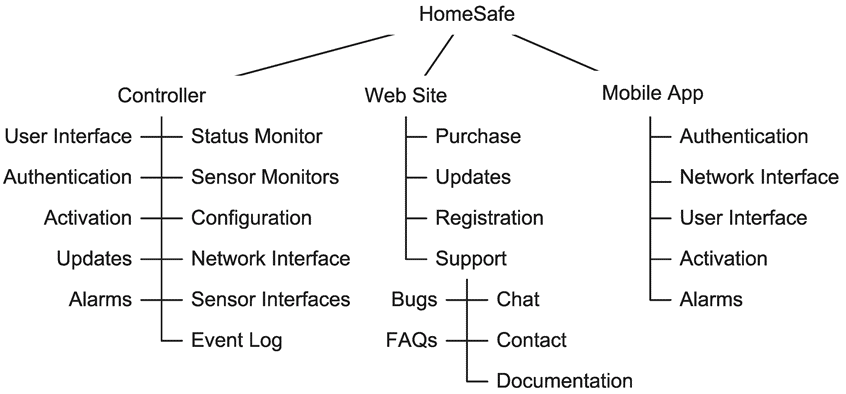 HomeSafe
Controller
User Interface
Status Monitor
Authentication
Sensor Monitors
Activation
Configuration
Updates
Network Interface
Alarms
Sensor Interfaces
Event Log
Web Site
Purchase
Updates
Registration
Support
Bugs
Chat
FAQs
Contact
Documentation
Mobile App
Authentication
Network Interface
User Interface
Activation
Alarms